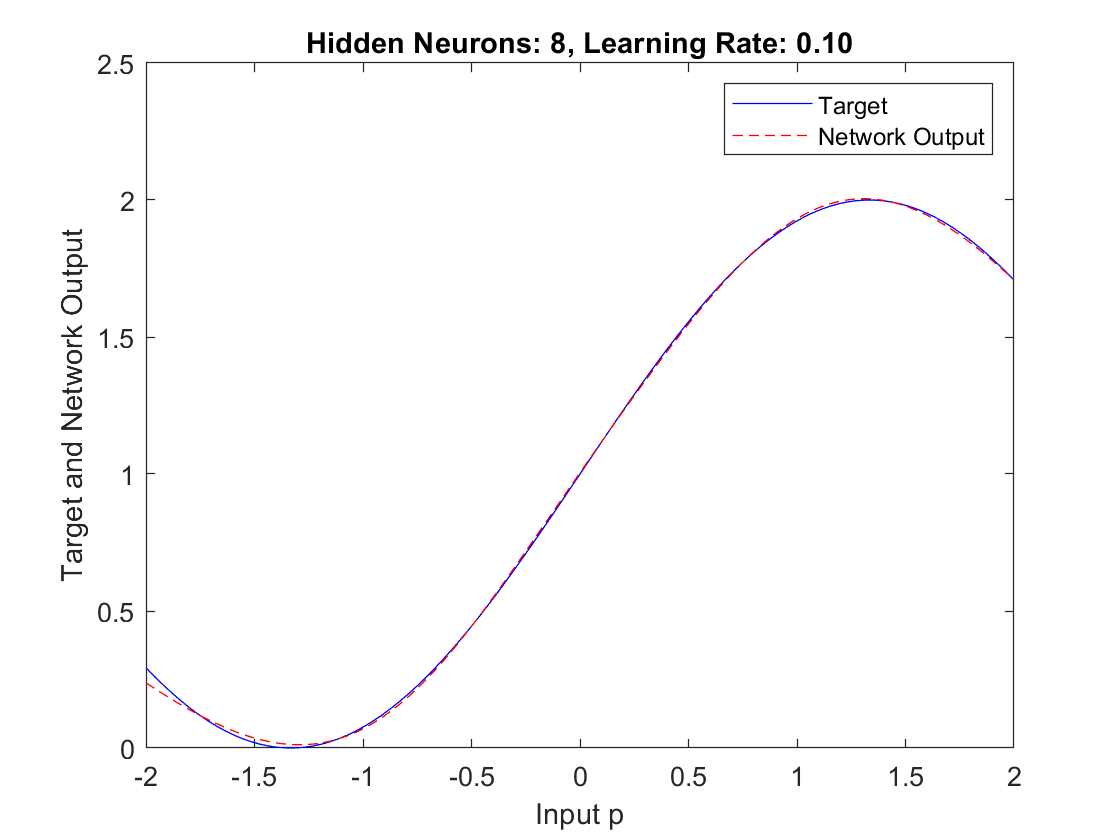 Hidden Neurons: 8, Learning Rate: 0.10
2.5
Target
Network Output
2
1.5
1
0.5
0
Target and Network Output
-2 -1.5 -1 -0.5 0 0.5 1 1.5 2
Input p